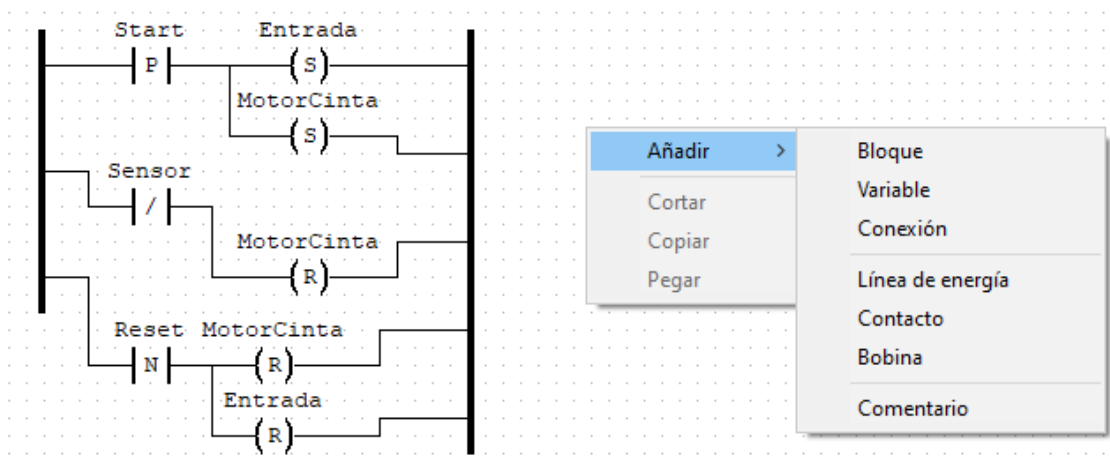 Start Entrada
P S
MotorCinta
S
Sensor
/
MotorCinta
R
Reset MotorCinta
N R
Entrada
R
Añadir >
Cortar
Copiar
Pegar
Bloque
Variable
Conexión
Línea de energía
Contacto
Bobina
Comentario